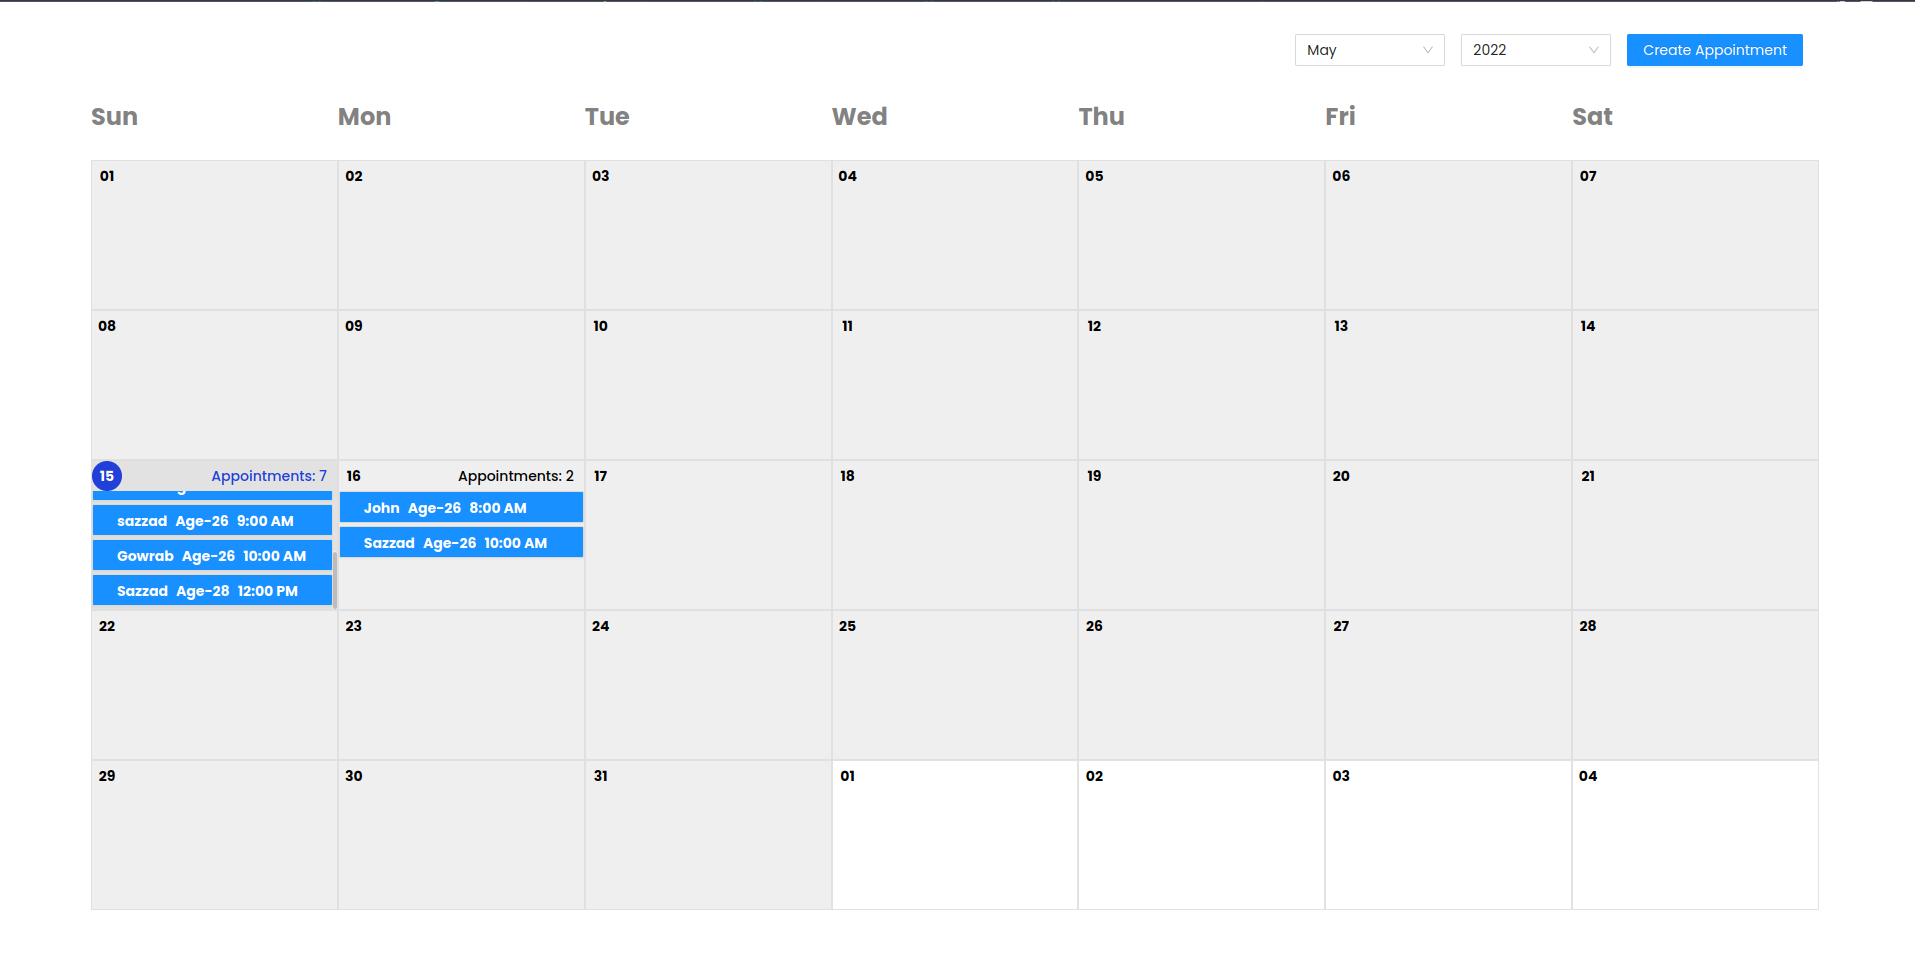 May 2022 Create Appointment
Sun Mon Tue Wed Thu Fri Sat
01 02 03 04 05 06 07
08 09 10 11 12 13 14
15 Appointments: 7 16 Appointments: 2 17 18 19 20 21
John Age-26 8:00 AM
sazzad Age-26 9:00 AM
Sazzad Age-26 10:00 AM
Gowrab Age-26 10:00 AM
Sazzad Age-28 12:00 PM
22 23 24 25 26 27 28
29 30 31 01 02 03 04